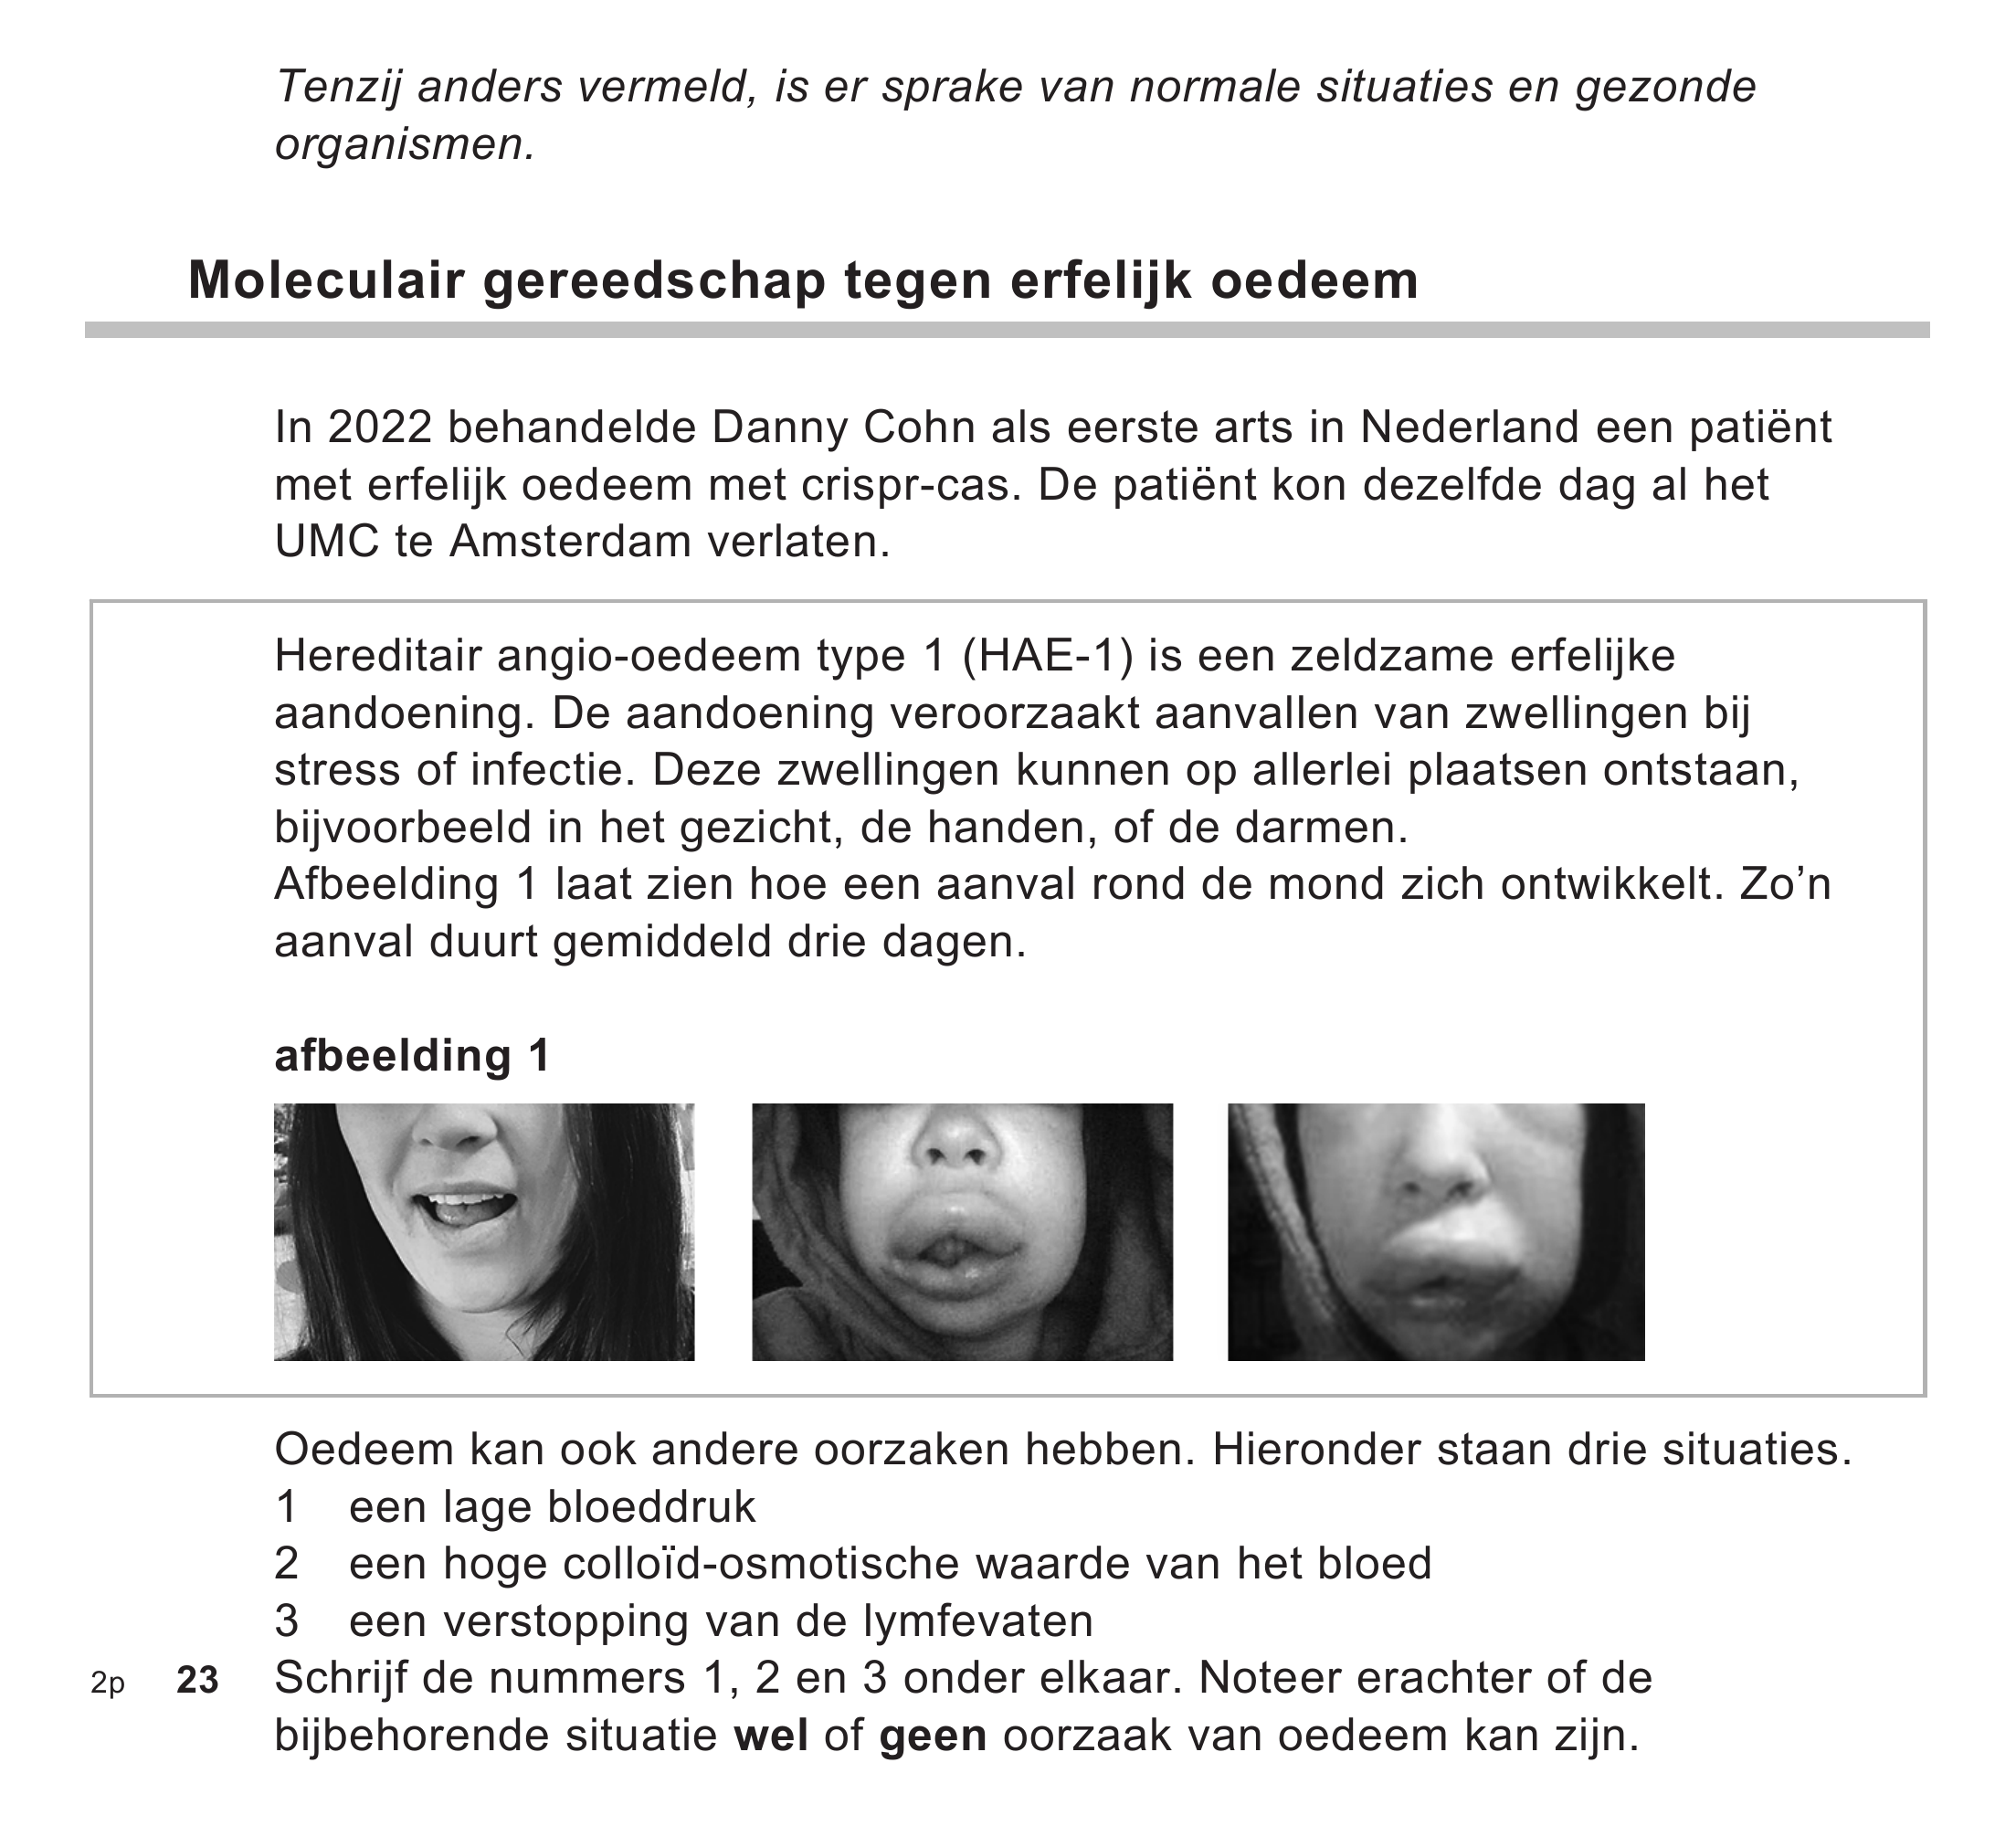 Tenzij anders vermeld, is er sprake van normale situaties en gezonde
organismen.
Moleculair gereedschap tegen erfelijk oedeem
In 2022 behandelde Danny Cohn als eerste arts in Nederland een patiënt
met erfelijk oedeem met crispr-cas. De patiënt kon dezelfde dag al het
UMC te Amsterdam verlaten.
Hereditair angio-oedeem type 1 (HAE-1) is een zeldzame erfelijke
aandoening. De aandoening veroorzaakt aanvallen van zwellingen bij
stress of infectie. Deze zwellingen kunnen op allerlei plaatsen ontstaan,
bijvoorbeeld in het gezicht, de handen, of de darmen.
Afbeelding 1 laat zien hoe een aanval rond de mond zich ontwikkelt. Zo’n
aanval duurt gemiddeld drie dagen.
afbeelding 1
Oedeem kan ook andere oorzaken hebben. Hieronder staan drie situaties.
1 een lage bloeddruk
2 een hoge colloïd-osmotische waarde van het bloed
3 een verstopping van de lymfevaten
2p 23 Schrijf de nummers 1, 2 en 3 onder elkaar. Noteer erachter of de
bijbehorende situatie wel of geen oorzaak van oedeem kan zijn.